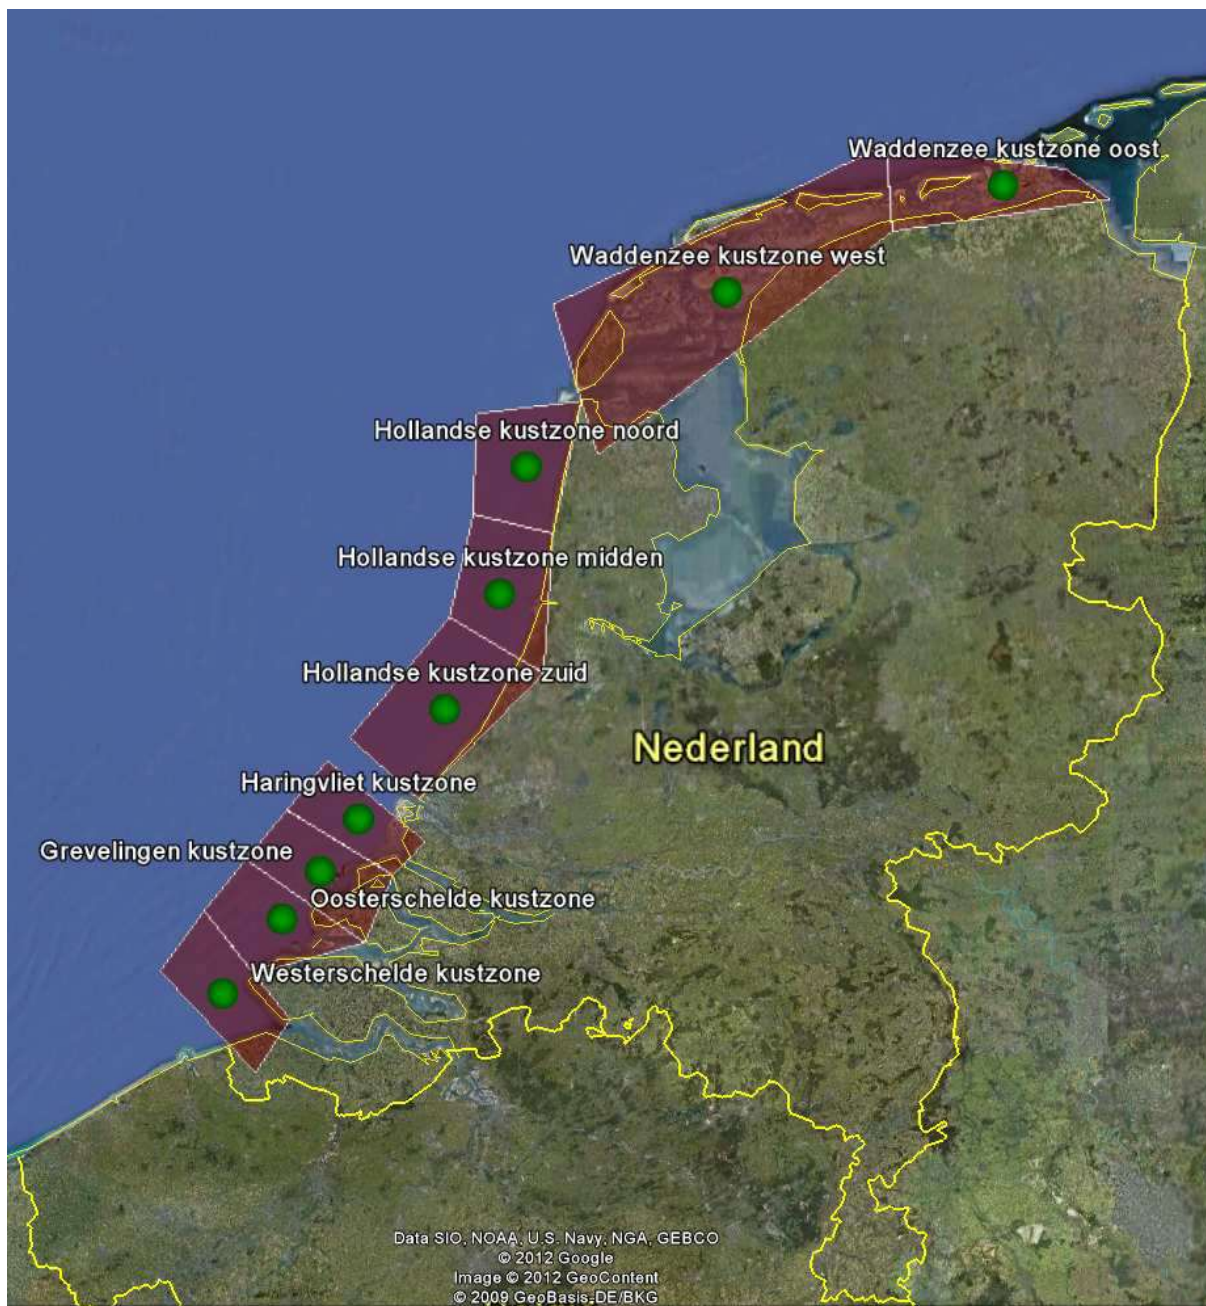 Waddenzee kustzone oost
Waddenzee kustzone west
Hollandse kustzone noord
Hollandse kustzone midden
Hollandse kustzone zuid
Nederland
Haringvliet kustzone
Grevelingen kustzone
Oosterschelde kustzone
Westerschelde kustzone
Data SIO, NOAA, U.S. Navy, NGA, GEBCO
© 2012 Google
Image © 2012 GeoContent
© 2009 GeoBasis-DE/BKG